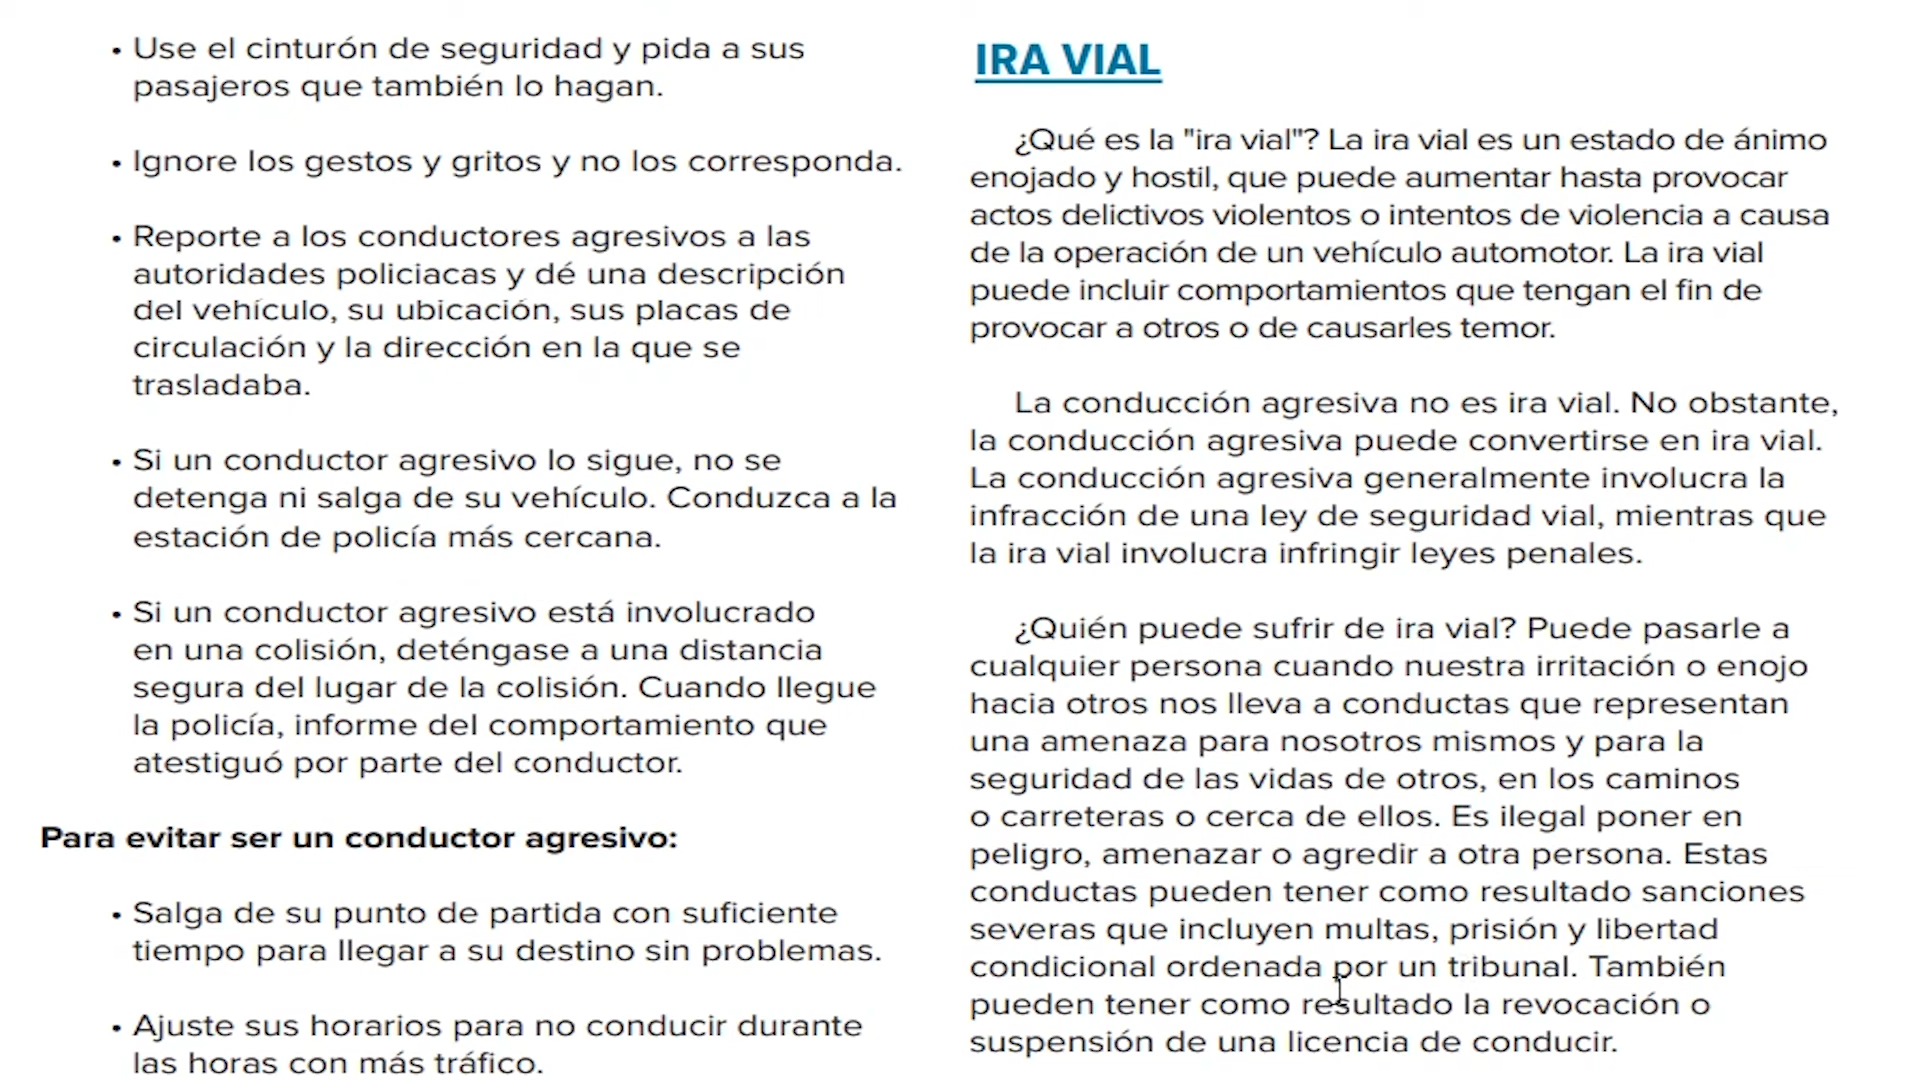 • Use el cinturón de seguridad y pida a sus
pasajeros que también lo hagan.
• Ignore los gestos y gritos y no los corresponda.
• Reporte a los conductores agresivos a las
autoridades policiacas y dé una descripción
del vehículo, su ubicación, sus placas de
circulación y la dirección en la que se
trasladaba.
• Si un conductor agresivo lo sigue, no se
detenga ni salga de su vehículo. Conduzca a la
estación de policía más cercana.
• Si un conductor agresivo está involucrado
en una colisión, deténgase a una distancia
segura del lugar de la colisión. Cuando llegue
la policía, informe del comportamiento que
atestiguó por parte del conductor.
Para evitar ser un conductor agresivo:
• Salga de su punto de partida con suficiente
tiempo para llegar a su destino sin problemas.
• Ajuste sus horarios para no conducir durante
las horas con más tráfico.
IRA VIAL
¿Qué es la "ira vial"? La ira vial es un estado de ánimo
enojado y hostil, que puede aumentar hasta provocar
actos delictivos violentos o intentos de violencia a causa
de la operación de un vehículo automotor. La ira vial
puede incluir comportamientos que tengan el fin de
provocar a otros o de causarles temor.
La conducción agresiva no es ira vial. No obstante,
la conducción agresiva puede convertirse en ira vial.
La conducción agresiva generalmente involucra la
infracción de una ley de seguridad vial, mientras que
la ira vial involucra infringir leyes penales.
¿Quién puede sufrir de ira vial? Puede pasarle a
cualquier persona cuando nuestra irritación o enojo
hacia otros nos lleva a conductas que representan
una amenaza para nosotros mismos y para la
seguridad de las vidas de otros, en los caminos
o carreteras o cerca de ellos. Es ilegal poner en
peligro, amenazar o agredir a otra persona. Estas
conductas pueden tener como resultado sanciones
severas que incluyen multas, prisión y libertad
condicional ordenada por un tribunal. También
pueden tener como resultado la revocación o
suspensión de una licencia de conducir.